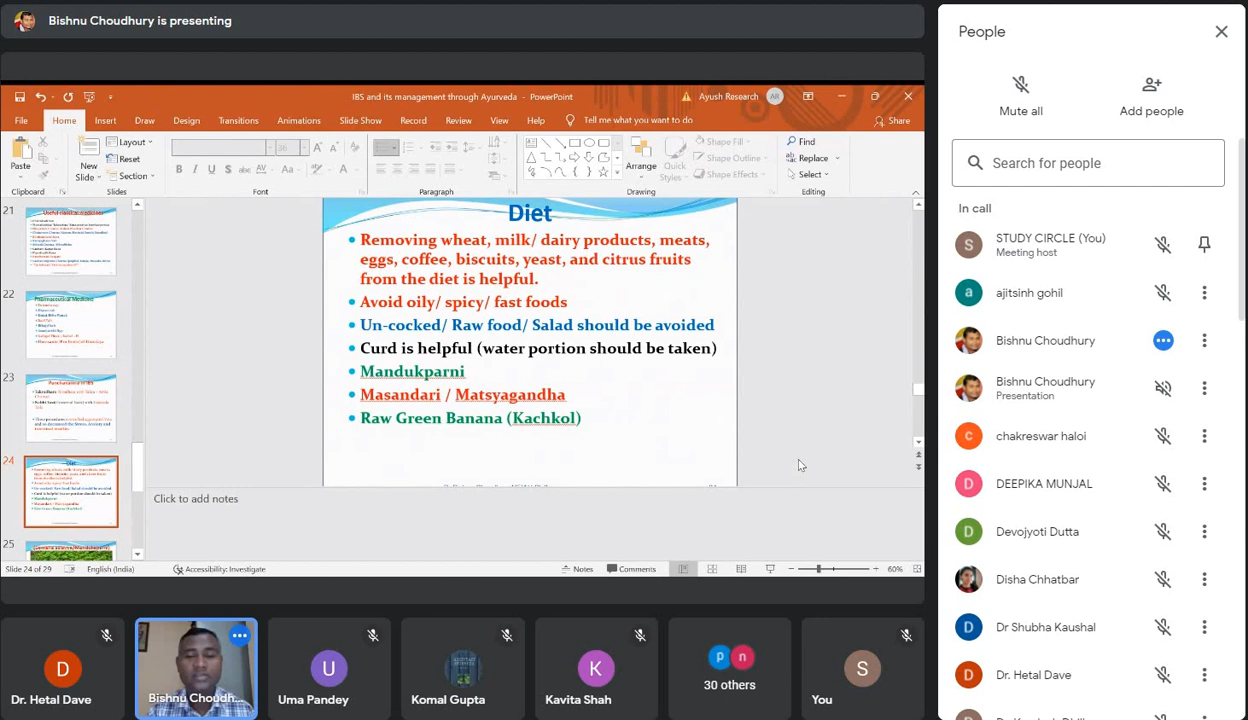 Bishnu Choudhury is presenting
IBS and its management through Ayurveda - PowerPoint
Ayush Research
AR
File
Home
Insert
Draw
Design
Transitions
Animations
Slide Show
Record
Review
View
Help
Tell me what you want to do
Share
Paste
New
Slide
Layout
Reset
Section
36
Arrange
Quick
Styles
Shape Fill
Shape Outline
Shape Effects
Find
Replace
Select
Clipboard
Slides
Font
Paragraph
Drawing
Editing
21
22
23
24
25
Diet
Removing wheat, milk/ dairy products, meats,
eggs, coffee, biscuits, yeast, and citrus fruits
from the diet is helpful.
Avoid oily/ spicy/ fast foods
Un-cocked/ Raw food/ Salad should be avoided
Curd is helpful (water portion should be taken)
Mandukparni
Masandari / Matsyagandha
Raw Green Banana (Kachkol)
Click to add notes
Slide 24 of 29
English (India)
Accessibility: Investigate
Notes
Comments
60%
D
Dr. Hetal Dave
Bishnu Choudh...
U
Uma Pandey
Komal Gupta
K
Kavita Shah
p n
30 others
S
You
People
Mute all
Add people
Search for people
In call
S
STUDY CIRCLE (You)
Meeting host
a
ajitsinh gohil
Bishnu Choudhury
Bishnu Choudhury
Presentation
c
chakreswar haloi
D
DEEPIKA MUNJAL
D
Devojyoti Dutta
Disha Chhatbar
D
Dr Shubha Kaushal
D
Dr. Hetal Dave